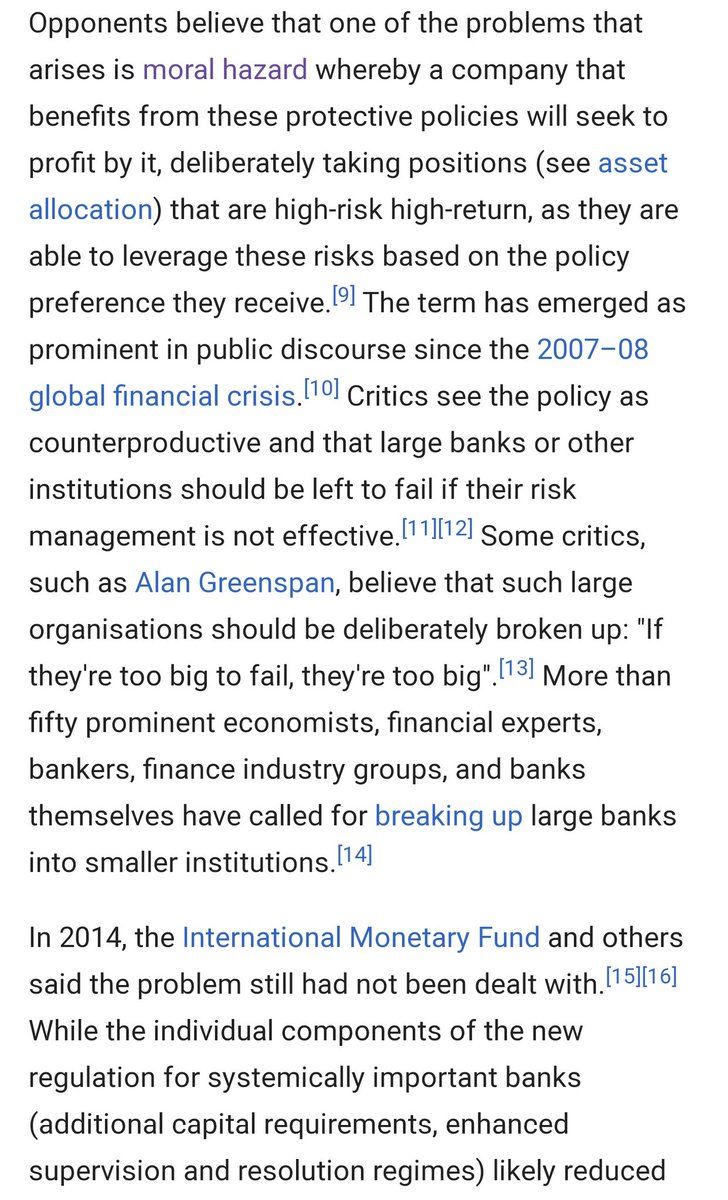 Opponents believe that one of the problems that
arises is moral hazard whereby a company that
benefits from these protective policies will seek to
profit by it, deliberately taking positions (see asset
allocation) that are high-risk high-return, as they are
able to leverage these risks based on the policy
preference they receive.[9] The term has emerged as
prominent in public discourse since the 2007–08
global financial crisis.[10] Critics see the policy as
counterproductive and that large banks or other
institutions should be left to fail if their risk
management is not effective.[11][12] Some critics,
such as Alan Greenspan, believe that such large
organisations should be deliberately broken up: "If
they're too big to fail, they're too big".[13] More than
fifty prominent economists, financial experts,
bankers, finance industry groups, and banks
themselves have called for breaking up large banks
into smaller institutions.[14]
In 2014, the International Monetary Fund and others
said the problem still had not been dealt with.[15][16]
While the individual components of the new
regulation for systemically important banks
(additional capital requirements, enhanced
supervision and resolution regimes) likely reduced